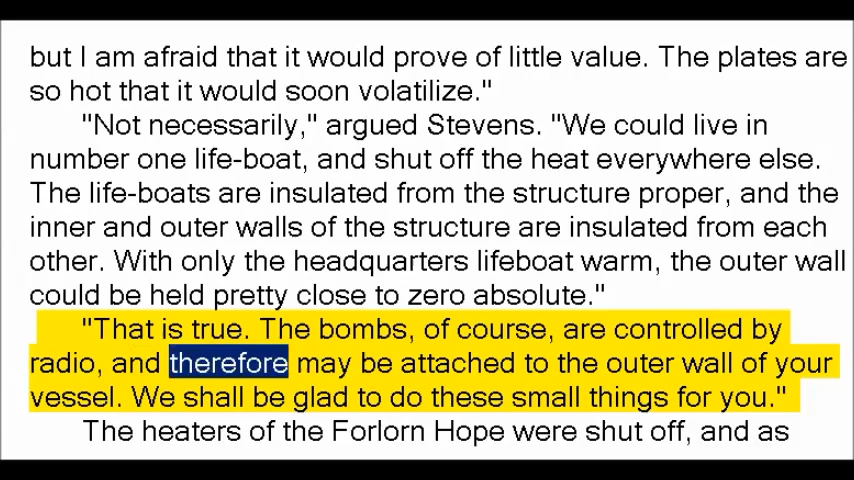 but I am afraid that it would prove of little value. The plates are
so hot that it would soon volatilize."
"Not necessarily," argued Stevens. "We could live in
number one life-boat, and shut off the heat everywhere else.
The life-boats are insulated from the structure proper, and the
inner and outer walls of the structure are insulated from each
other. With only the headquarters lifeboat warm, the outer wall
could be held pretty close to zero absolute."
"That is true. The bombs, of course, are controlled by
radio, and therefore may be attached to the outer wall of your
vessel. We shall be glad to do these small things for you."
The heaters of the Forlorn Hope were shut off, and as